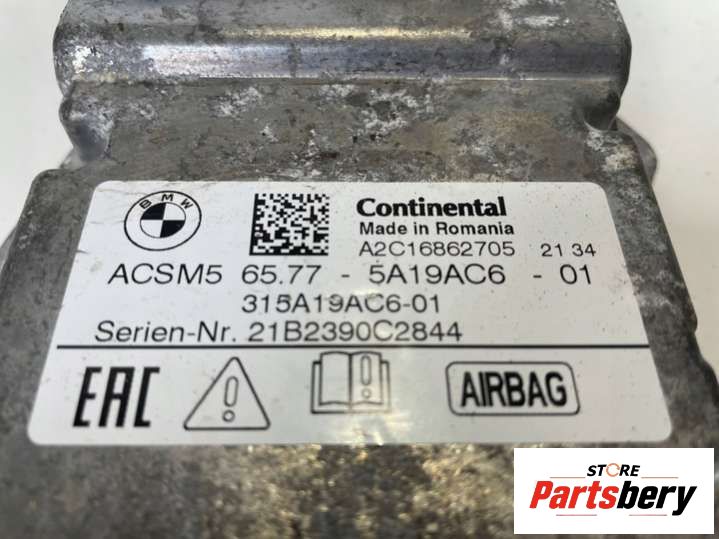 BMW
Continental
Made in Romania
A2C16862705 21 34
ACSM5 65.77 - 5A19AC6 - 01
315A19AC6-01
Serien-Nr. 21B2390C2844
EAC
AIRBAG
STORE
Partsbery